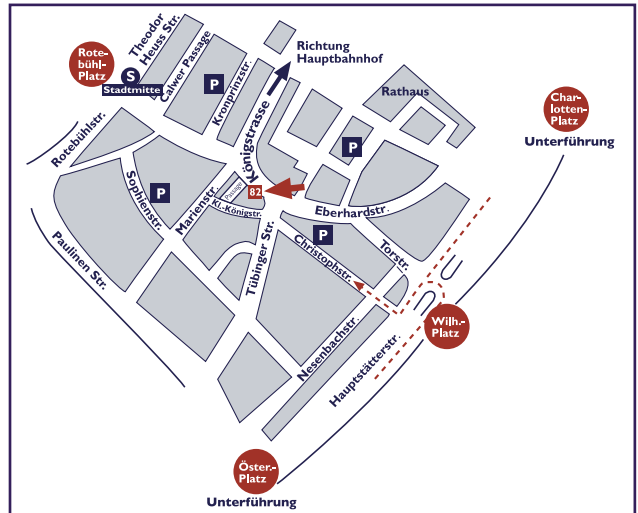 Rote-
bühl-
Platz
Theodor
Heuss Str.
S
Stadtmitte
Calwer Passage
P
Kronprinzstr.
Richtung
Hauptbahnhof
Königstrasse
Rathaus
P
Char-
lotten-
Platz
Unterführung
Rotebühlstr.
Sophienstr.
P
Marienstr.
Passage
82
Kl.-Königstr.
Eberhardstr.
P
Torstr.
Christophstr.
Tübinger Str.
Paulinen Str.
Nesenbachstr.
Hauptstätterstr.
Wilh.-
Platz
Öster.-
Platz
Unterführung